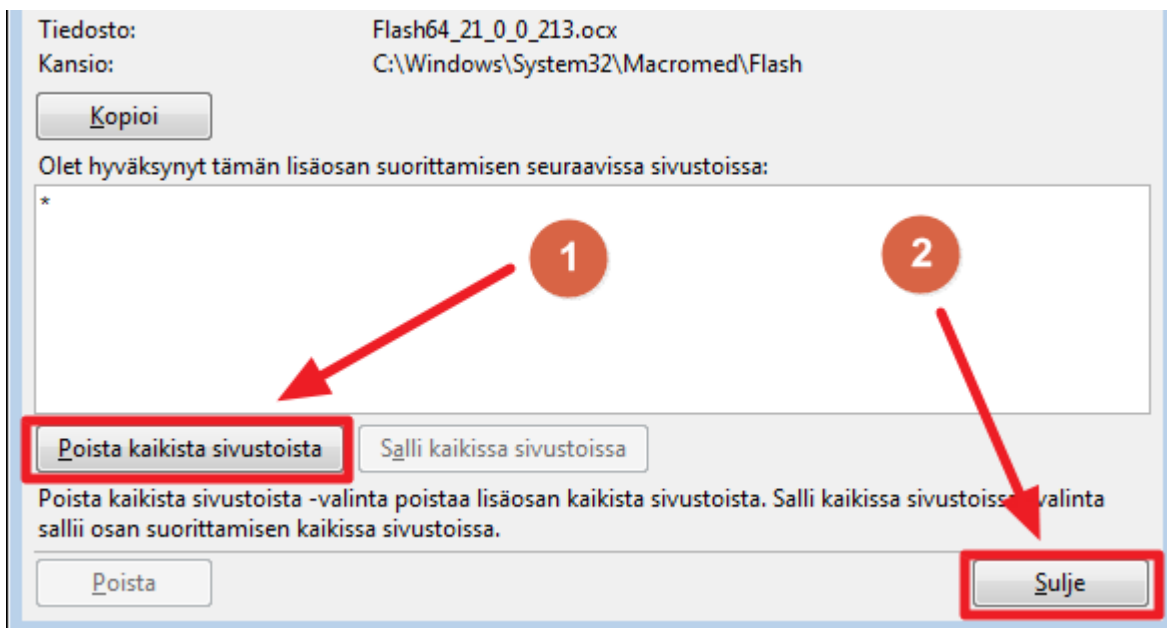 Tiedosto: Flash64_21_0_0_213.ocx
Kansio: C:\Windows\System32\Macromed\Flash
Kopioi
Olet hyväksynyt tämän lisäosan suorittamisen seuraavissa sivustoissa:
*
1
2
Poista kaikista sivustoista Salli kaikissa sivustoissa
Poista kaikista sivustoista -valinta poistaa lisäosan kaikista sivustoista. Salli kaikissa sivustoissa -valinta
sallii osan suorittamisen kaikissa sivustoissa.
Poista Sulje